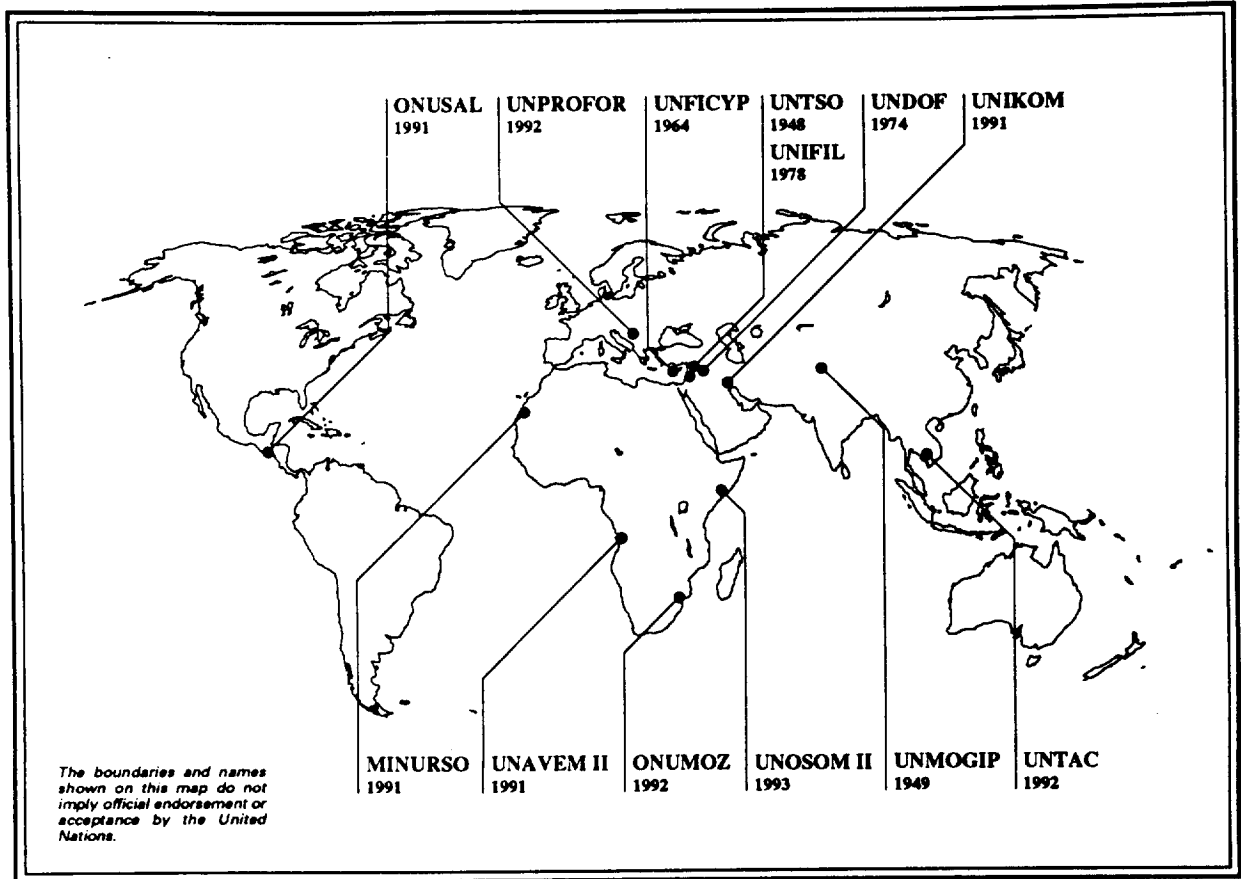 ONUSAL
1991
UNPROFOR
1992
UNFICYP
1964
UNTSO
1948
UNIFIL
1978
UNDOF
1974
UNIKOM
1991
MINURSO
1991
UNAVEM II
1991
ONUMOZ
1992
UNOSOM II
1993
UNMOGIP
1949
UNTAC
1992
The boundaries and names
shown on this map do not
imply official endorsement or
acceptance by the United
Nations.